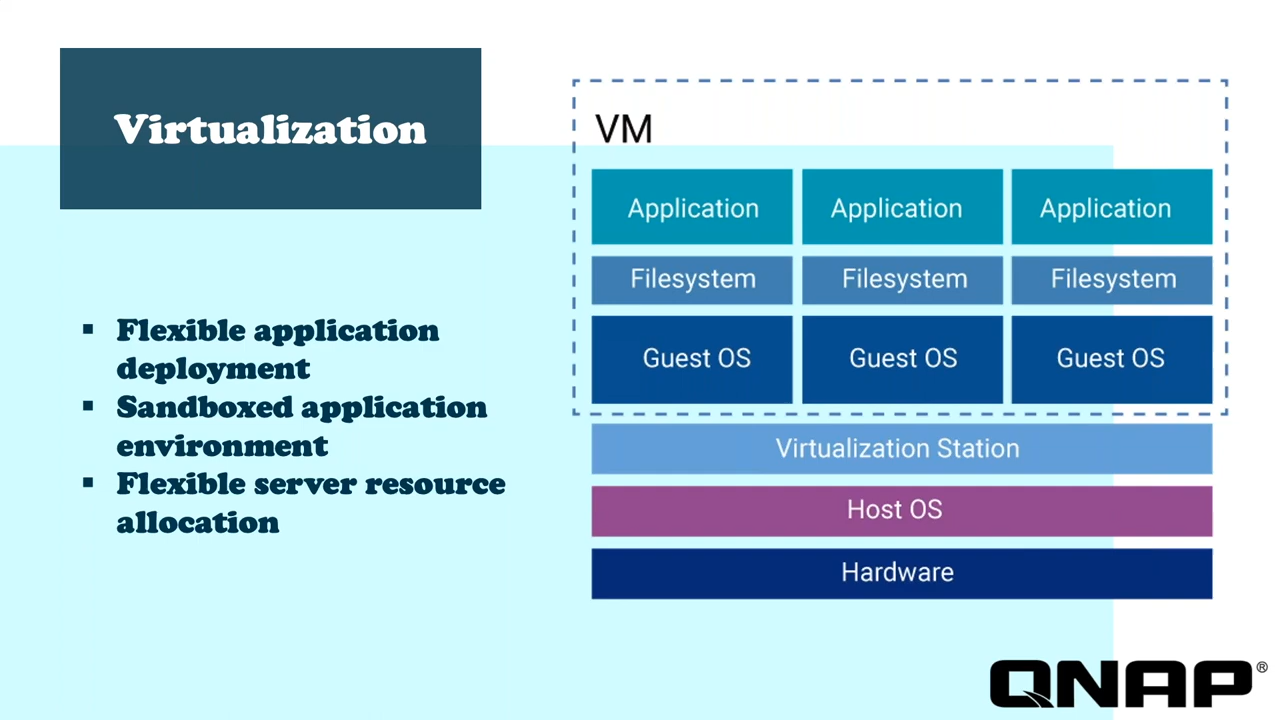 Virtualization
▪ Flexible application
deployment
▪ Sandboxed application
environment
▪ Flexible server resource
allocation
VM
Application Application Application
Filesystem Filesystem Filesystem
Guest OS Guest OS Guest OS
Virtualization Station
Host OS
Hardware
QNAP®